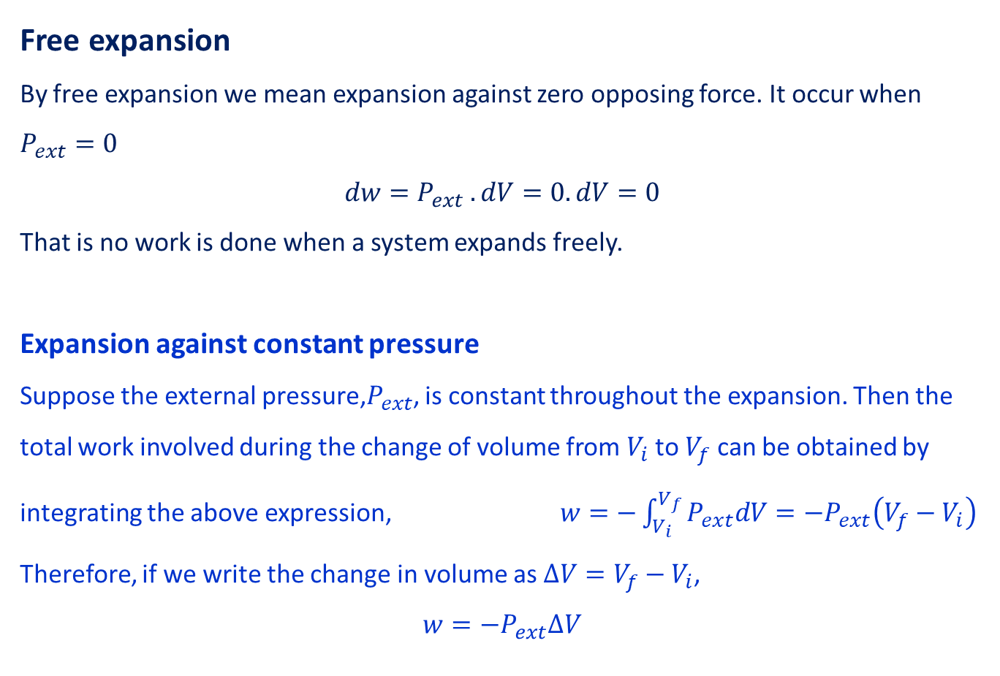 Free expansion
By free expansion we mean expansion against zero opposing force. It occur when
$P_{ext} = 0$
$dw = P_{ext} . dV = 0. dV = 0$
That is no work is done when a system expands freely.
Expansion against constant pressure
Suppose the external pressure,$P_{ext}$, is constant throughout the expansion. Then the
total work involved during the change of volume from $V_i$ to $V_f$ can be obtained by
integrating the above expression, $w = -\int_{V_i}^{V_f} P_{ext} dV = -P_{ext}(V_f - V_i)$
Therefore, if we write the change in volume as $\Delta V = V_f - V_i$,
$w = -P_{ext} \Delta V$